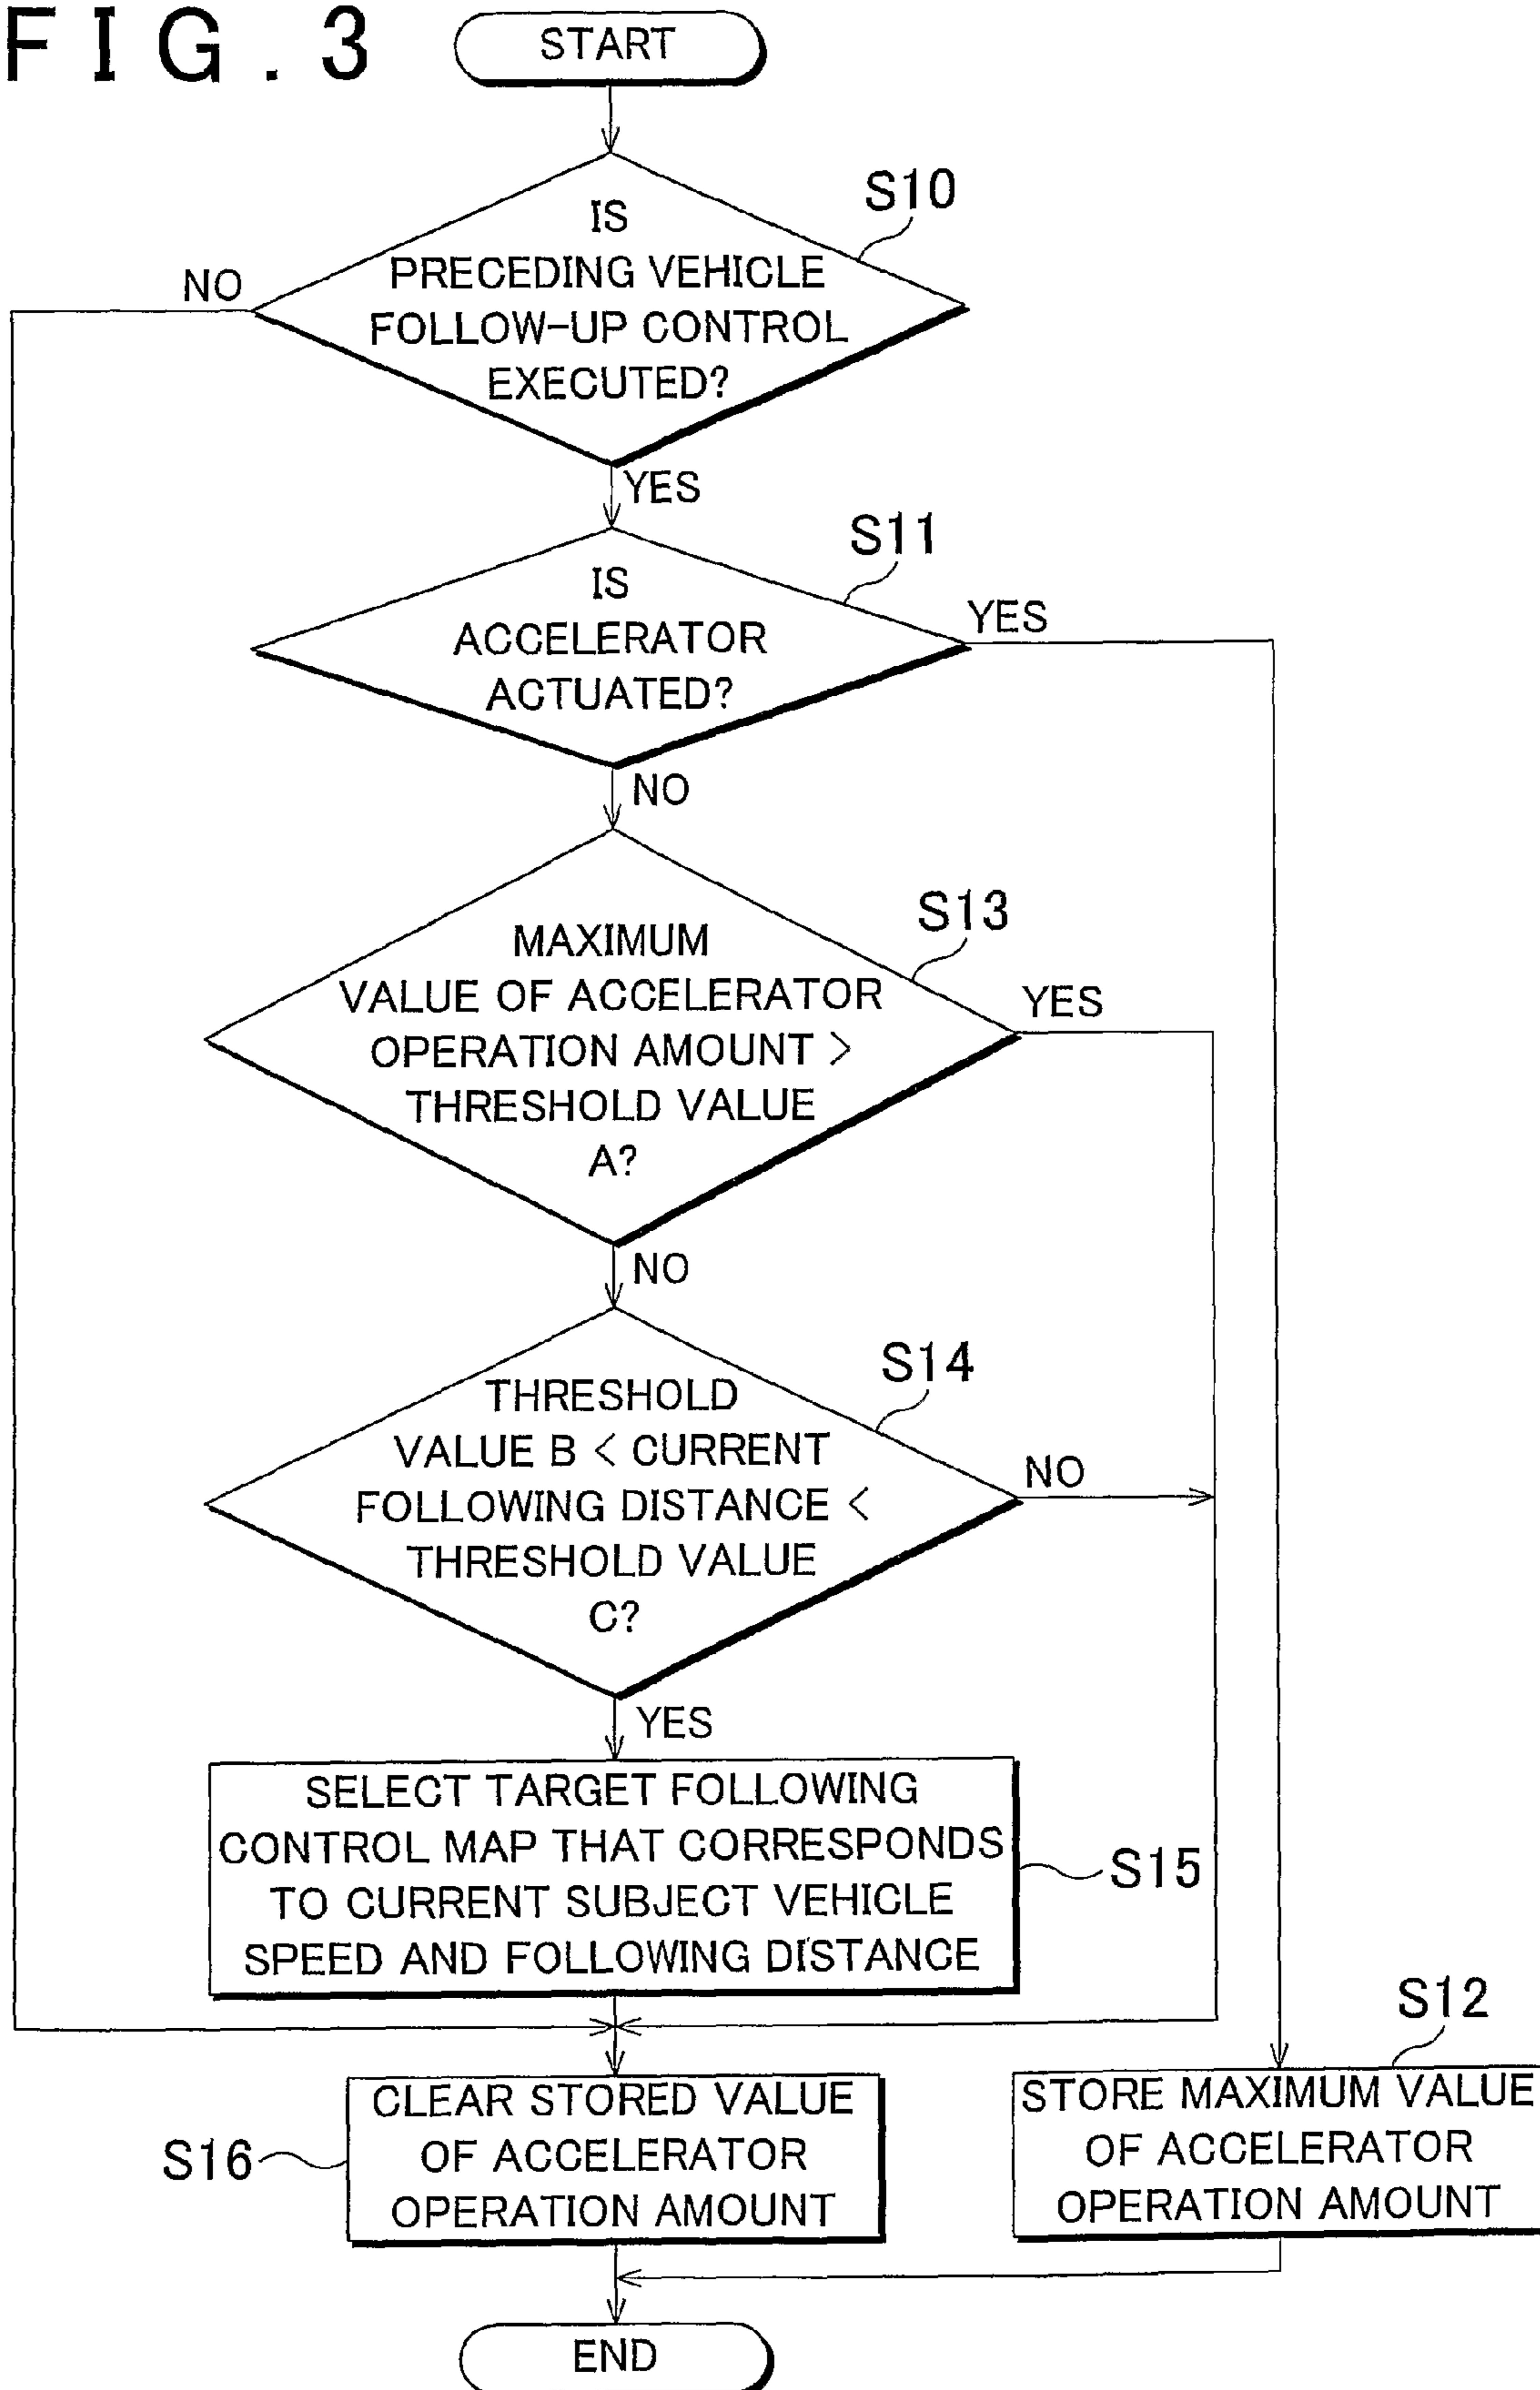 FIG. 3
START
S10
IS
PRECEDING VEHICLE
FOLLOW-UP CONTROL
EXECUTED?
NO
YES
S11
IS
ACCELERATOR
ACTUATED?
YES
NO
S13
MAXIMUM
VALUE OF ACCELERATOR
OPERATION AMOUNT >
THRESHOLD VALUE
A?
YES
NO
S14
THRESHOLD
VALUE B < CURRENT
FOLLOWING DISTANCE <
THRESHOLD VALUE
C?
NO
YES
SELECT TARGET FOLLOWING
CONTROL MAP THAT CORRESPONDS
TO CURRENT SUBJECT VEHICLE
SPEED AND FOLLOWING DISTANCE
S15
S12
CLEAR STORED VALUE
OF ACCELERATOR
OPERATION AMOUNT
S16
STORE MAXIMUM VALUE
OF ACCELERATOR
OPERATION AMOUNT
END